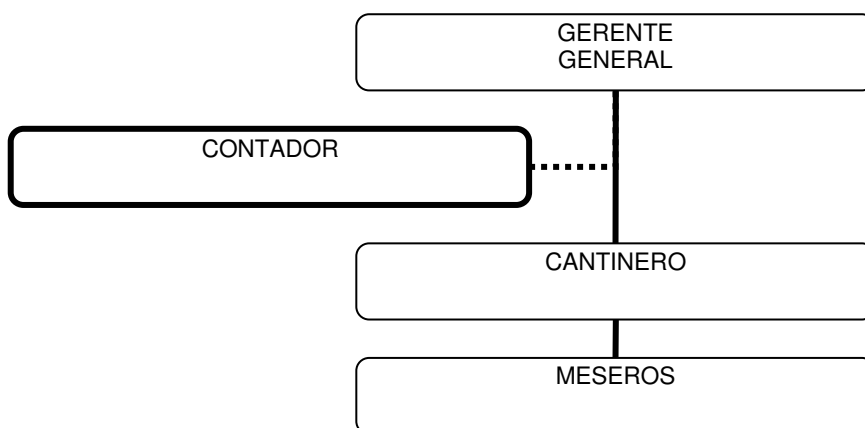 GERENTE
GENERAL
CONTADOR
CANTINERO
MESEROS